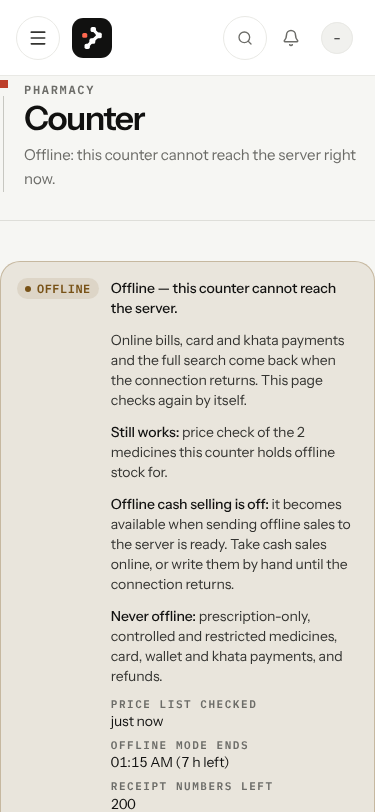 PHARMACY
Counter
Offline: this counter cannot reach the server right
now.
OFFLINE
Offline — this counter cannot reach
the server.
Online bills, card and khata payments
and the full search come back when
the connection returns. This page
checks again by itself.
Still works: price check of the 2
medicines this counter holds offline
stock for.
Offline cash selling is off: it becomes
available when sending offline sales to
the server is ready. Take cash sales
online, or write them by hand until the
connection returns.
Never offline: prescription-only,
controlled and restricted medicines,
card, wallet and khata payments, and
refunds.
PRICE LIST CHECKED
just now
OFFLINE MODE ENDS
01:15 AM (7 h left)
RECEIPT NUMBERS LEFT
200